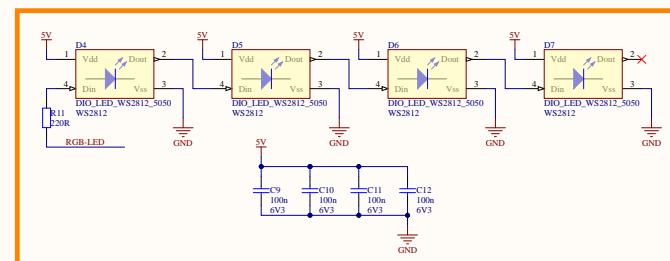 5V D4 5V D5 5V D6 5V D7
1 Vdd Dout 2 1 Vdd Dout 2 1 Vdd Dout 2 1 Vdd Dout 2
4 Din Vss 3 4 Din Vss 3 4 Din Vss 3 4 Din Vss 3
DIO_LED_WS2812_5050 DIO_LED_WS2812_5050 DIO_LED_WS2812_5050 DIO_LED_WS2812_5050
WS2812 WS2812 WS2812 WS2812
R11
220R
GND GND GND GND
RGB-LED
5V
C9 C10 C11 C12
100n 100n 100n 100n
6V3 6V3 6V3 6V3
GND